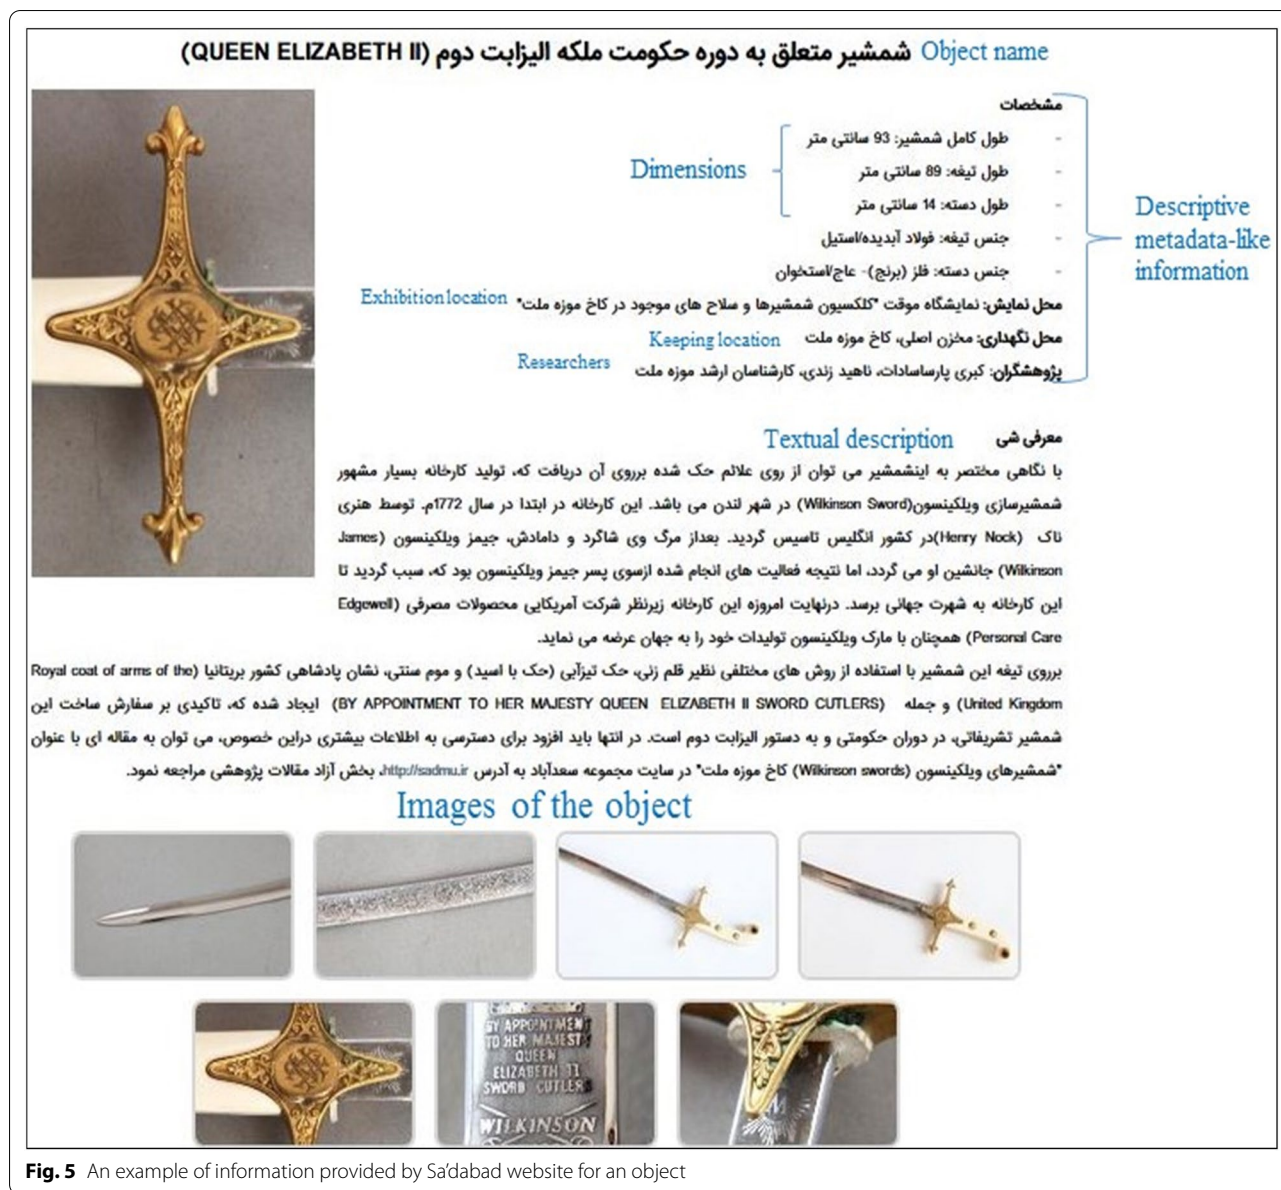 شمشیر متعلق به دوره حکومت ملکه الیزابت دوم (QUEEN ELIZABETH II) Object name
مشخصات
- طول کامل شمشیر: 93 سانتی متر
- طول تیغه: 89 سانتی متر
- طول دسته: 14 سانتی متر
- جنس تیغه: فولاد آبدیده/استیل
- جنس دسته: فلز (برنج)- عاج/استخوان
Dimensions
Descriptive
metadata-like
information
محل نمایش: نمایشگاه موقت "کلکسیون شمشیرها و سلاح های موجود در کاخ موزه ملت" Exhibition location
محل نگهداری: مخزن اصلی، کاخ موزه ملت Keeping location
پژوهشگران: کبری پارساسادات، ناهید زندی، کارشناسان ارشد موزه ملت Researchers
معرفی شی Textual description
با نگاهی مختصر به اینشمشیر می توان از روی علائم حک شده برروی آن دریافت که، تولید کارخانه بسیار مشهور
شمشیرسازی ویلکینسون(Wilkinson Sword) در شهر لندن می باشد. این کارخانه در ابتدا در سال 1772م. توسط هنری
ناک (Henry Nock)در کشور انگلیس تاسیس گردید. بعداز مرگ وی شاگرد و دامادش، جیمز ویلکینسون (James
Wilkinson) جانشین او می گردد، اما نتیجه فعالیت های انجام شده ازسوی پسر جیمز ویلکینسون بود که، سبب گردید تا
این کارخانه به شهرت جهانی برسد. درنهایت امروزه این کارخانه زیرنظر شرکت آمریکایی محصولات مصرفی (Edgewell
Personal Care) همچنان با مارک ویلکینسون تولیدات خود را به جهان عرضه می نماید.
برروی تیغه این شمشیر با استفاده از روش های مختلفی نظیر قلم زنی، حک تیزآبی (حک با اسید) و موم سنتی، نشان پادشاهی کشور بریتانیا (Royal coat of arms of the
United Kingdom) و جمله (BY APPOINTMENT TO HER MAJESTY QUEEN ELIZABETH II SWORD CUTLERS) ایجاد شده که، تاکیدی بر سفارش ساخت این
شمشیر تشریفاتی، در دوران حکومتی و به دستور الیزابت دوم است. در انتها باید افزود برای دسترسی به اطلاعات بیشتری دراین خصوص، می توان به مقاله ای با عنوان
"شمشیرهای ویلکینسون (Wilkinson swords) کاخ موزه ملت" در سایت مجموعه سعدآباد به آدرس http://sadmu.ir، بخش آزاد مقالات پژوهشی مراجعه نمود.
Images of the object
BY APPOINTMENT
TO HER MAJESTY
QUEEN
ELIZABETH II
SWORD CUTLERS
WILKINSON
Fig. 5 An example of information provided by Sa'dabad website for an object